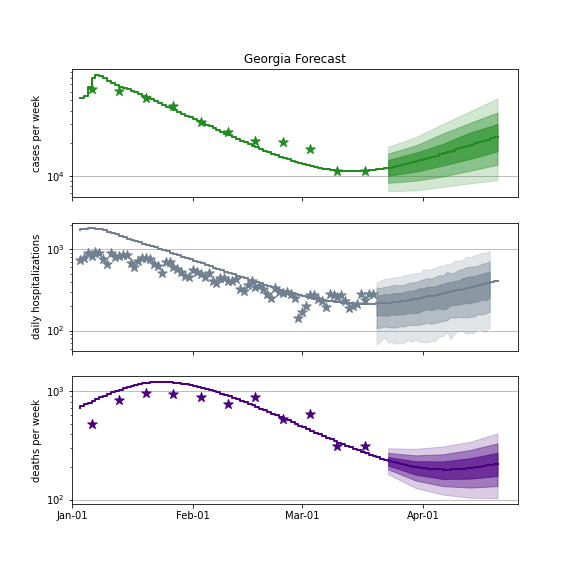 Georgia Forecast
cases per week
10⁴
daily hospitalizations
10³
10²
deaths per week
10³
10²
Jan-01 Feb-01 Mar-01 Apr-01